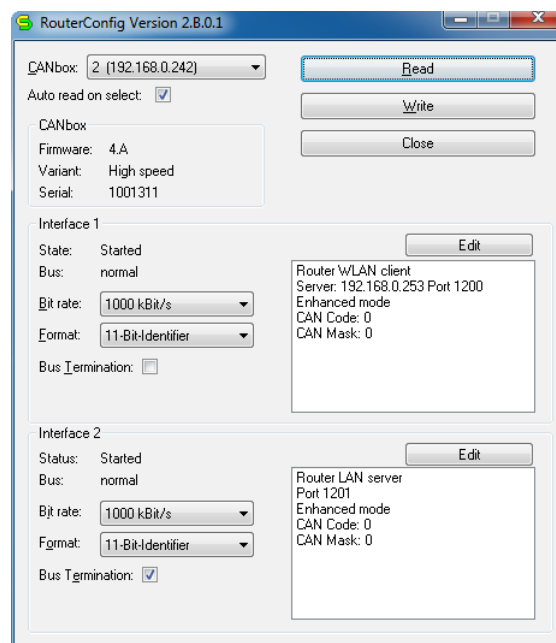 RouterConfig Version 2.B.0.1
CANbox: 2 (192.168.0.242)
Read
Auto read on select:
Write
CANbox
Close
Firmware: 4.A
Variant: High speed
Serial: 1001311
Interface 1
Edit
State: Started
Bus: normal
Bit rate: 1000 kBit/s
Format: 11-Bit-Identifier
Bus Termination:
Router WLAN client
Server: 192.168.0.253 Port 1200
Enhanced mode
CAN Code: 0
CAN Mask: 0
Interface 2
Edit
Status: Started
Bus: normal
Bit rate: 1000 kBit/s
Format: 11-Bit-Identifier
Bus Termination:
Router LAN server
Port 1201
Enhanced mode
CAN Code: 0
CAN Mask: 0